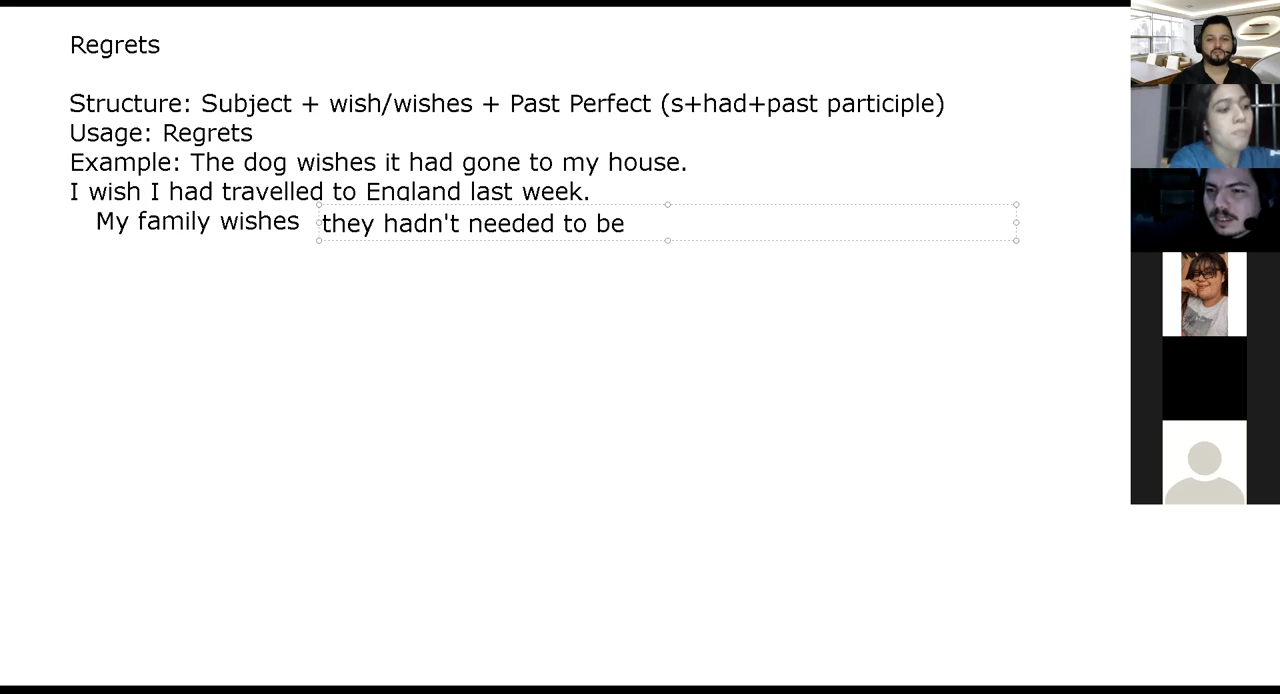 Regrets
Structure: Subject + wish/wishes + Past Perfect (s+had+past participle)
Usage: Regrets
Example: The dog wishes it had gone to my house.
I wish I had travelled to England last week.
My family wishes they hadn't needed to be